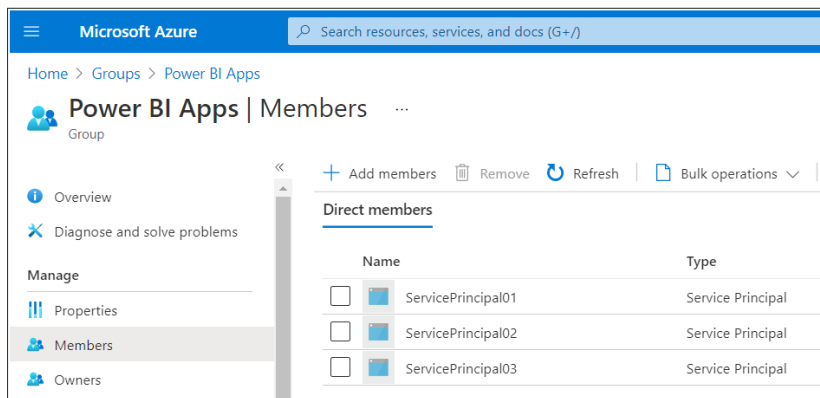 Microsoft Azure
Search resources, services, and docs (G+/)
Home > Groups > Power BI Apps
Power BI Apps | Members ...
Group
«
Add members Remove Refresh Bulk operations
Overview
Direct members
Diagnose and solve problems
Name Type
Manage
ServicePrincipal01 Service Principal
Properties
ServicePrincipal02 Service Principal
Members
ServicePrincipal03 Service Principal
Owners